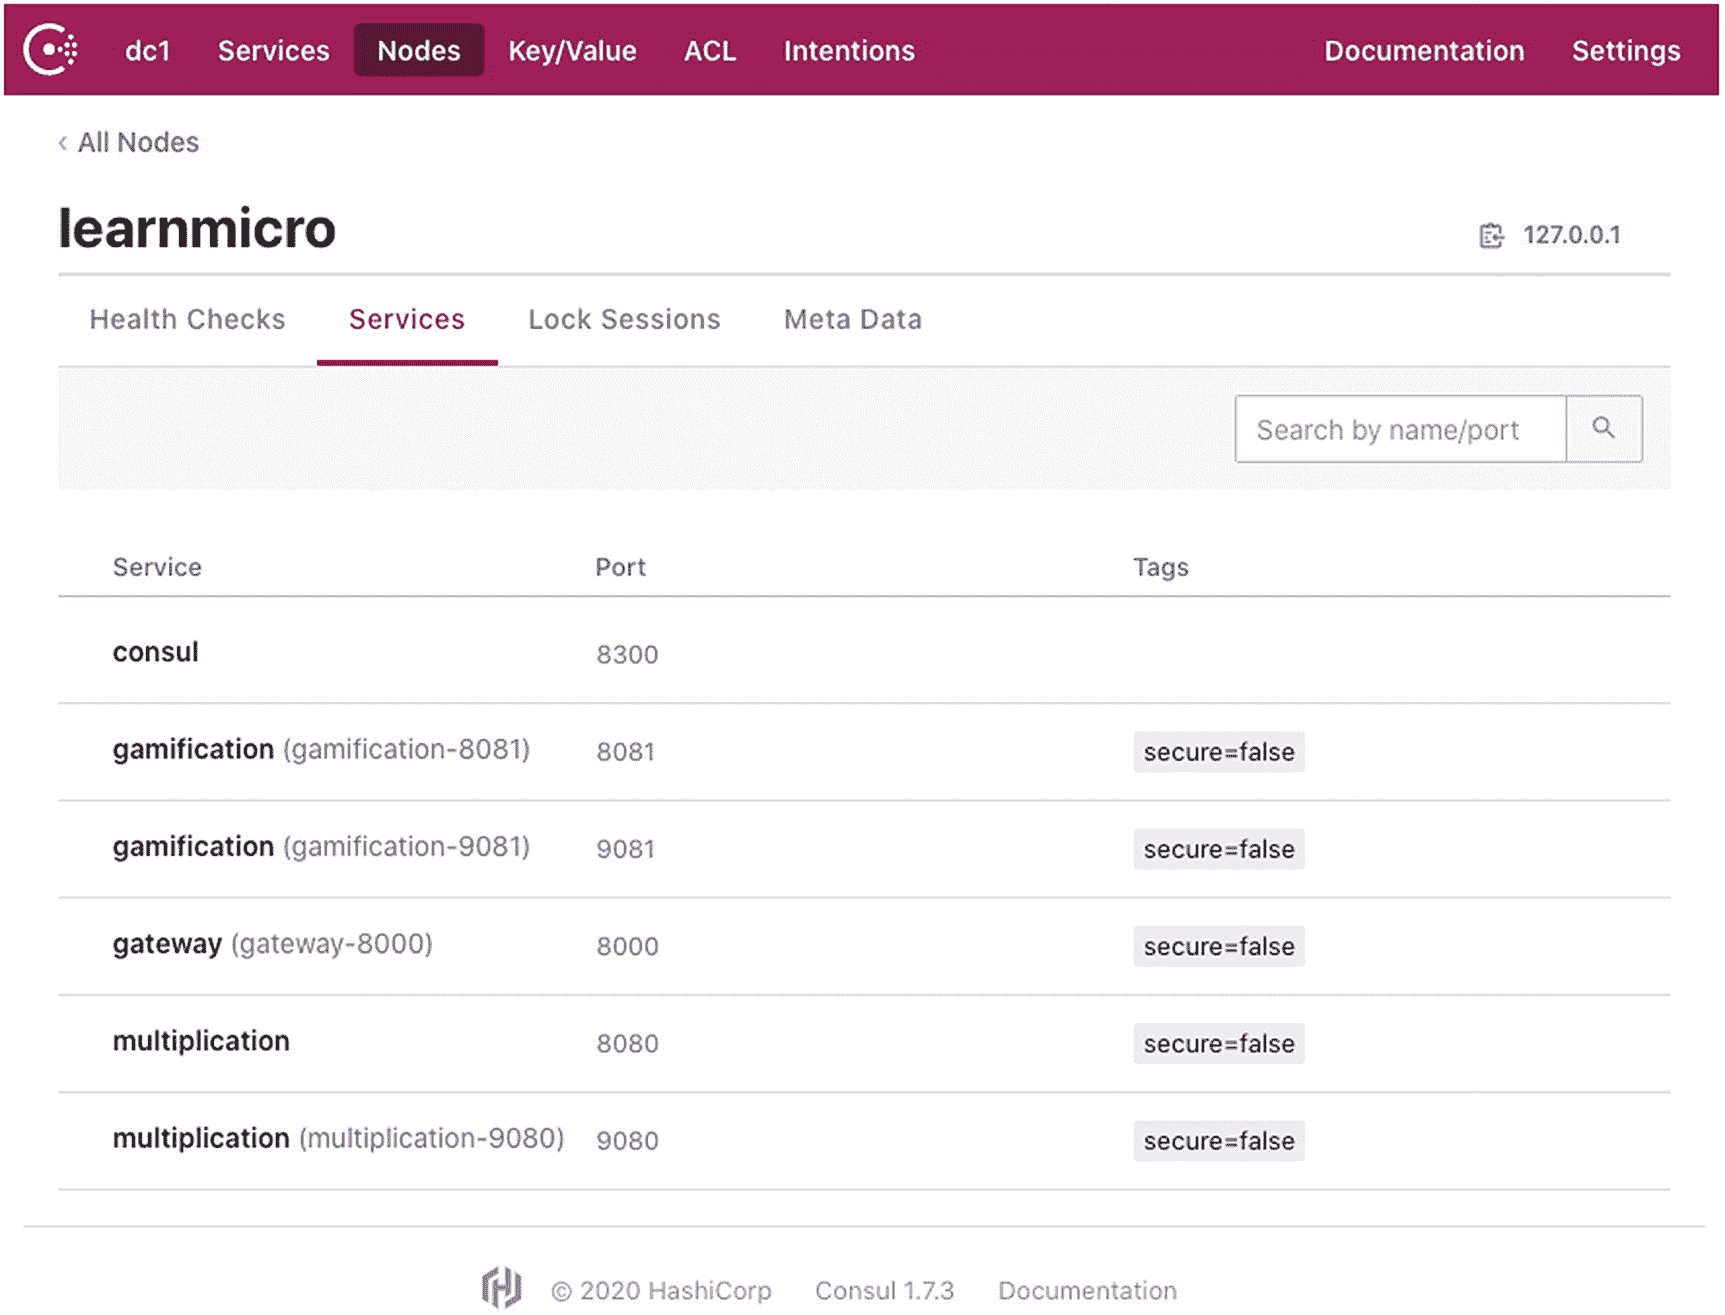 dc1 Services Nodes Key/Value ACL Intentions Documentation Settings
‹ All Nodes
learnmicro 127.0.0.1
Health Checks Services Lock Sessions Meta Data
Search by name/port
Service Port Tags
consul 8300
gamification (gamification-8081) 8081 secure=false
gamification (gamification-9081) 9081 secure=false
gateway (gateway-8000) 8000 secure=false
multiplication 8080 secure=false
multiplication (multiplication-9080) 9080 secure=false
© 2020 HashiCorp Consul 1.7.3 Documentation